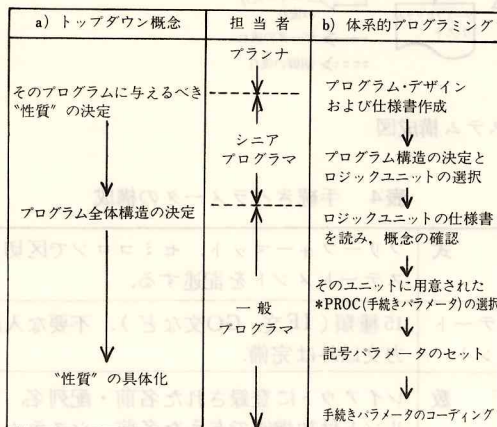 a) トップダウン概念
担当者
b) 体系的プログラミング
プランナ
そのプログラムに与えるべき
“性質”の決定
プログラム・デザイン
および仕様書作成
シニア
プログラマ
プログラム構造の決定と
ロジックユニットの選択
プログラム全体構造の決定
ロジックユニットの仕様書
を読み，概念の確認
そのユニットに用意された
*PROC(手続きパラメータ)の選択
一般
プログラマ
記号パラメータのセット
“性質”の具体化
手続きパラメータのコーディング